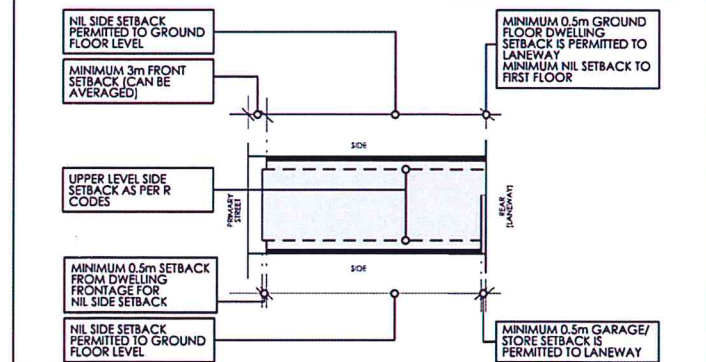 NIL SIDE SETBACK
PERMITTED TO GROUND
FLOOR LEVEL
MINIMUM 3m FRONT
SETBACK (CAN BE
AVERAGED)
MINIMUM 0.5m GROUND
FLOOR DWELLING
SETBACK IS PERMITTED TO
LANEWAY
MINIMUM NIL SETBACK TO
FIRST FLOOR
SIDE
UPPER LEVEL SIDE
SETBACK AS PER R
CODES
PRIMARY
STREET
REAR
(LANEWAY)
SIDE
MINIMUM 0.5m SETBACK
FROM DWELLING
FRONTAGE FOR
NIL SIDE SETBACK
NIL SIDE SETBACK
PERMITTED TO GROUND
FLOOR LEVEL
MINIMUM 0.5m GARAGE/
STORE SETBACK IS
PERMITTED TO LANEWAY